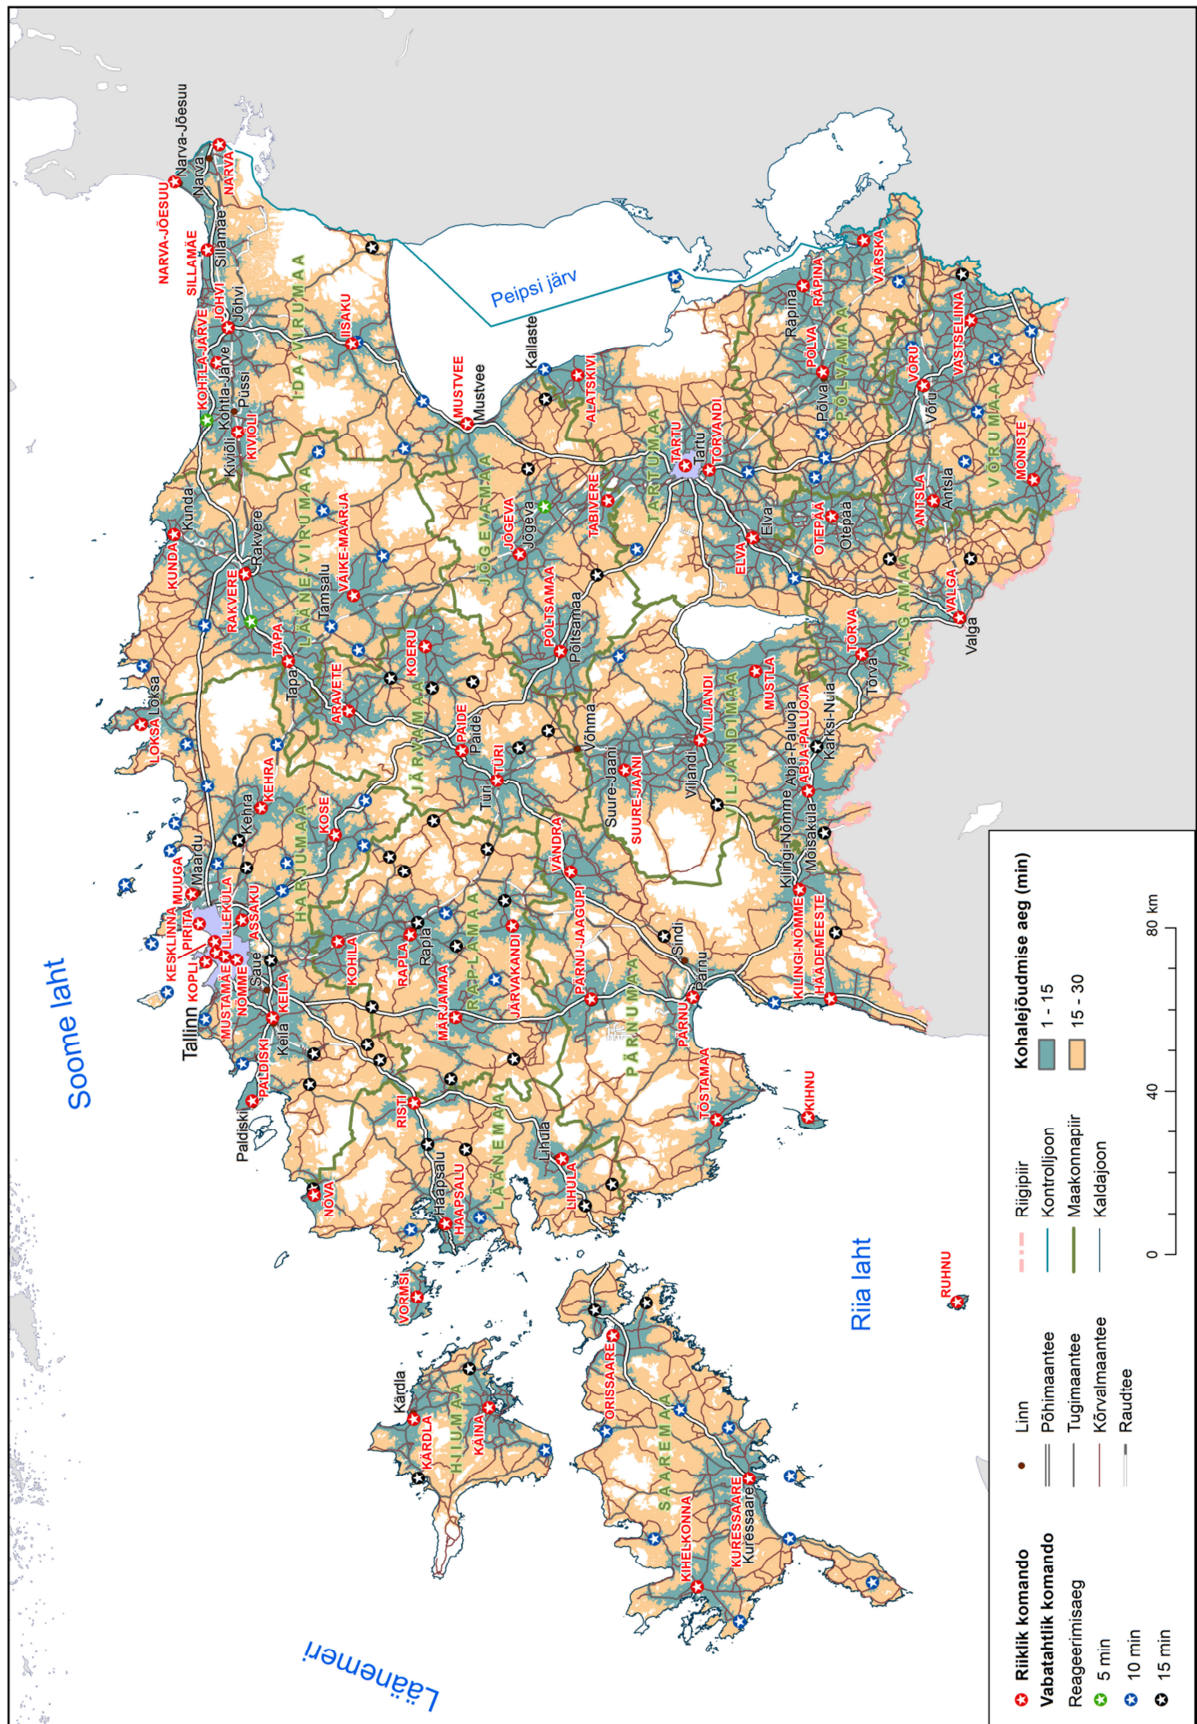 Soome laht
Läänemeri
Riia laht
Peipsi järv
Tallinn
KESKLINNA
MUUGA
PIRITA
KOPLI
LILLEKÜLA
MUSTAMÄE
NÕMME
ASSAKU
Maardu
Saue
KEILA
Keila
PALDISKI
Paldiski
LOKSA
Loksa
KEHRA
Kehra
KOSE
HARJUMAA
KUNDA
Kunda
RAKVERE
Rakvere
TAPA
Tapa
Tamsalu
VÄIKE-MAARJA
LÄÄNE-VIRUMAA
KOHTLA-JÄRVE
Kohtla-Järve
Püssi
KIVIÕLI
Kiviõli
JÕHVI
Jõhvi
SILLAMÄE
Sillamäe
NARVA-JÕESUU
Narva-Jõesuu
NARVA
Narva
IISAKU
IDA-VIRUMAA
MUSTVEE
Mustvee
Kallaste
ALATSKIVI
JÕGEVA
Jõgeva
JÕGEVAMAA
TABIVERE
PÕLTSAMAA
Põltsamaa
TARTUMAA
TARTU
Tartu
TÕRVANDI
ELVA
Elva
ARAVETE
KOERU
JÄRVAMAA
PAIDE
Paide
TÜRI
Türi
Võhma
SUURE-JAANI
Suure-Jaani
VILJANDI
Viljandi
VILJANDIMAA
MUSTLA
ABJA-PALUOJA
Abja-Paluoja
Karksi-Nuia
Mõisaküla
KILINGI-NÕMME
Kilingi-Nõmme
HÄÄDEMEESTE
KOHILA
RAPLA
Rapla
RAPLAMAA
MÄRJAMAA
JÄRVAKANDI
VÄNDRA
PÄRNU-JAAGUPI
PÄRNUMAA
PÄRNU
Pärnu
Sindi
TÕSTAMAA
KIHNU
RUHNU
NÕVA
RISTI
HAAPSALU
Haapsalu
LÄÄNEMAA
LIHULA
Lihula
VORMSI
KÄRDLA
Kärdla
KÄINA
HIIUMAA
ORISSAARE
SAAREMAA
KURESSAARE
Kuressaare
KIHELKONNA
OTEPÄÄ
Otepää
TÕRVA
Tõrva
VALGA
Valga
VALGAMAA
ANTSLA
Antsla
VÕRU
Võru
VÕRUMAA
MÕNISTE
VASTSELIINA
PÕLVA
Põlva
PÕLVAMAA
RÄPINA
Räpina
VÄRSKA
Riiklik komando
Vabatahtlik komando
Reageerimisaeg
5 min
10 min
15 min
Linn
Põhimaantee
Tugimaantee
Kõrvalmaantee
Raudtee
Riigipiir
Kontrolljoon
Maakonnapiir
Kaldajoon
Kohalejõudmise aeg (min)
1 - 15
15 - 30
0 40 80 km